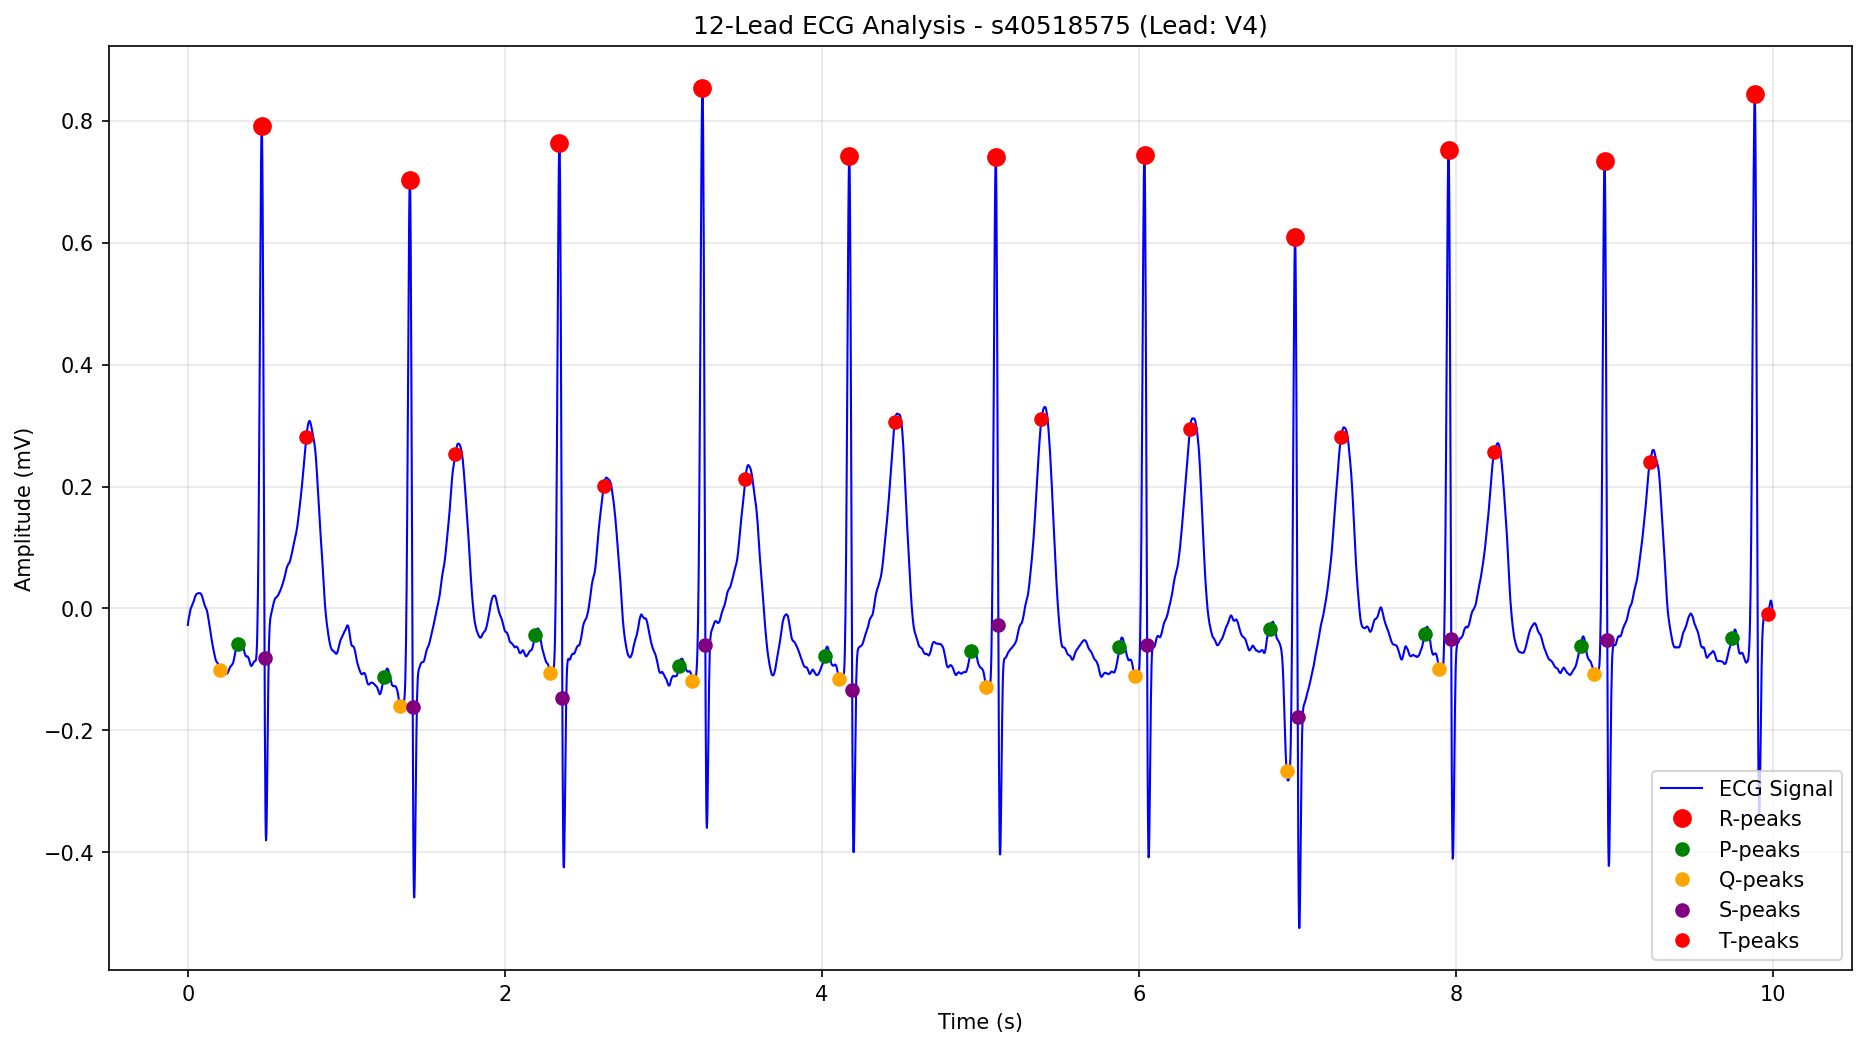 12-Lead ECG Analysis - s40518575 (Lead: V4)
Amplitude (mV)
0.8
0.6
0.4
0.2
0.0
−0.2
−0.4
0 2 4 6 8 10
Time (s)
ECG Signal
R-peaks
P-peaks
Q-peaks
S-peaks
T-peaks